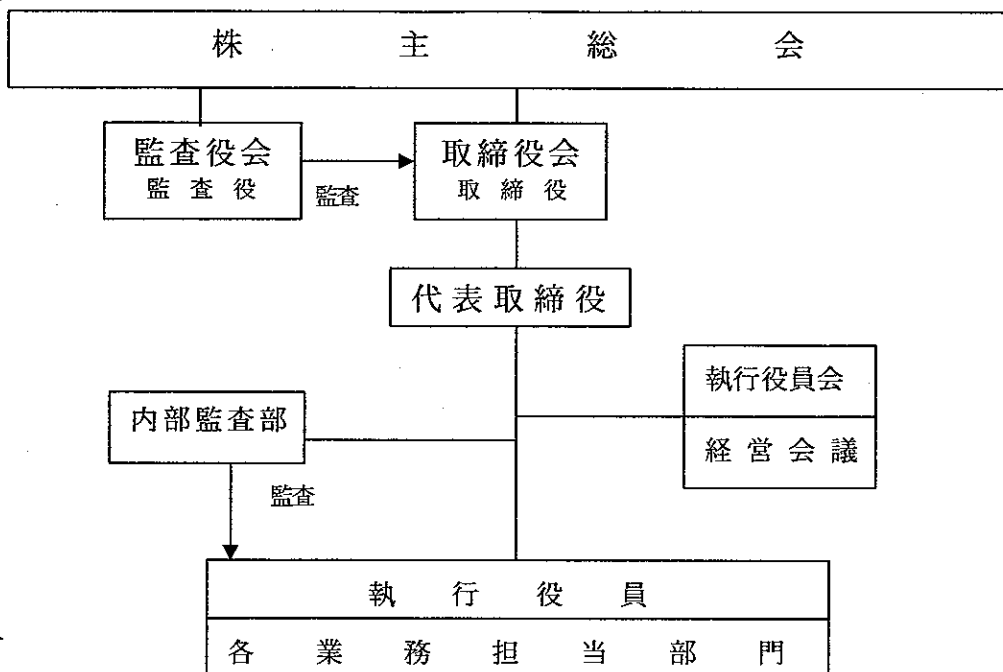 株主総会
監査役会
監査役
監査
取締役会
取締役
代表取締役
執行役員会
経営会議
内部監査部
監査
執行役員
各業務担当部門